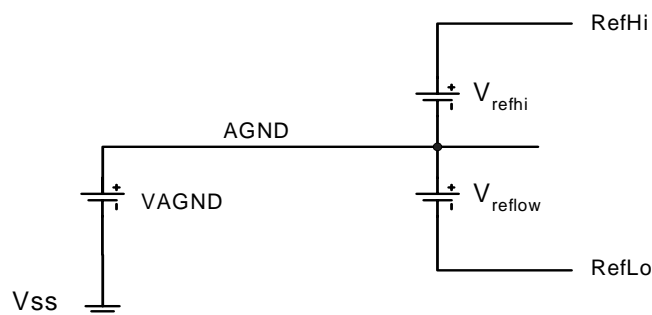 RefHi
+
V refhi
-
AGND
+
VAGND
-
+
V reflow
-
RefLo
Vss